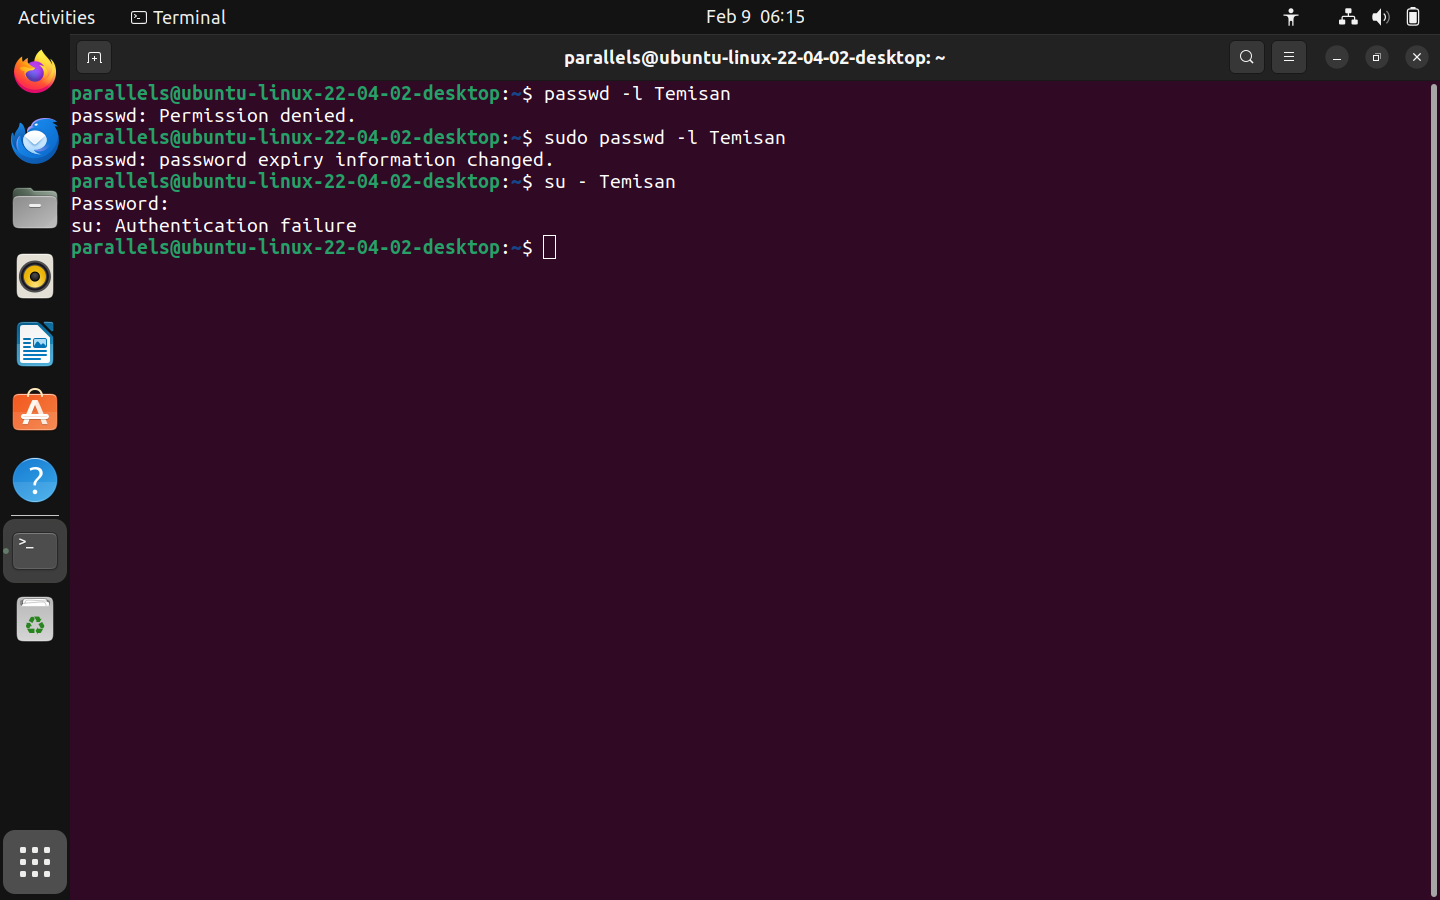 Activities Terminal Feb 9 06:15
parallels@ubuntu-linux-22-04-02-desktop: ~
parallels@ubuntu-linux-22-04-02-desktop:~$ passwd -l Temisan
passwd: Permission denied.
parallels@ubuntu-linux-22-04-02-desktop:~$ sudo passwd -l Temisan
passwd: password expiry information changed.
parallels@ubuntu-linux-22-04-02-desktop:~$ su - Temisan
Password:
su: Authentication failure
parallels@ubuntu-linux-22-04-02-desktop:~$